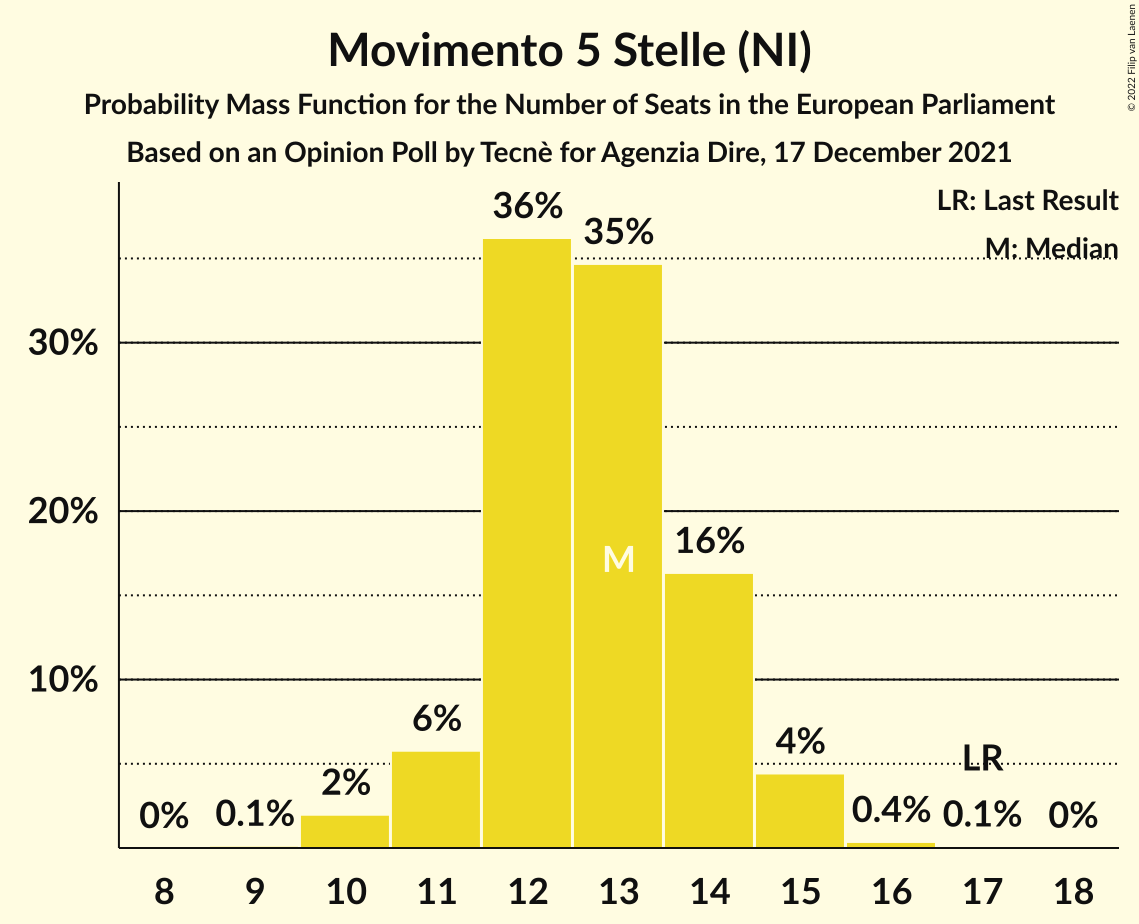 Movimento 5 Stelle (NI)
Probability Mass Function for the Number of Seats in the European Parliament
Based on an Opinion Poll by Tecnè for Agenzia Dire, 17 December 2021
© 2022 Filip van Laenen
LR: Last Result
M: Median
36%
35%
30%
20%
16%
M
10%
6%
4%
LR
2%
0%
0.1%
0.4%
0.1%
0%
8 9 10 11 12 13 14 15 16 17 18